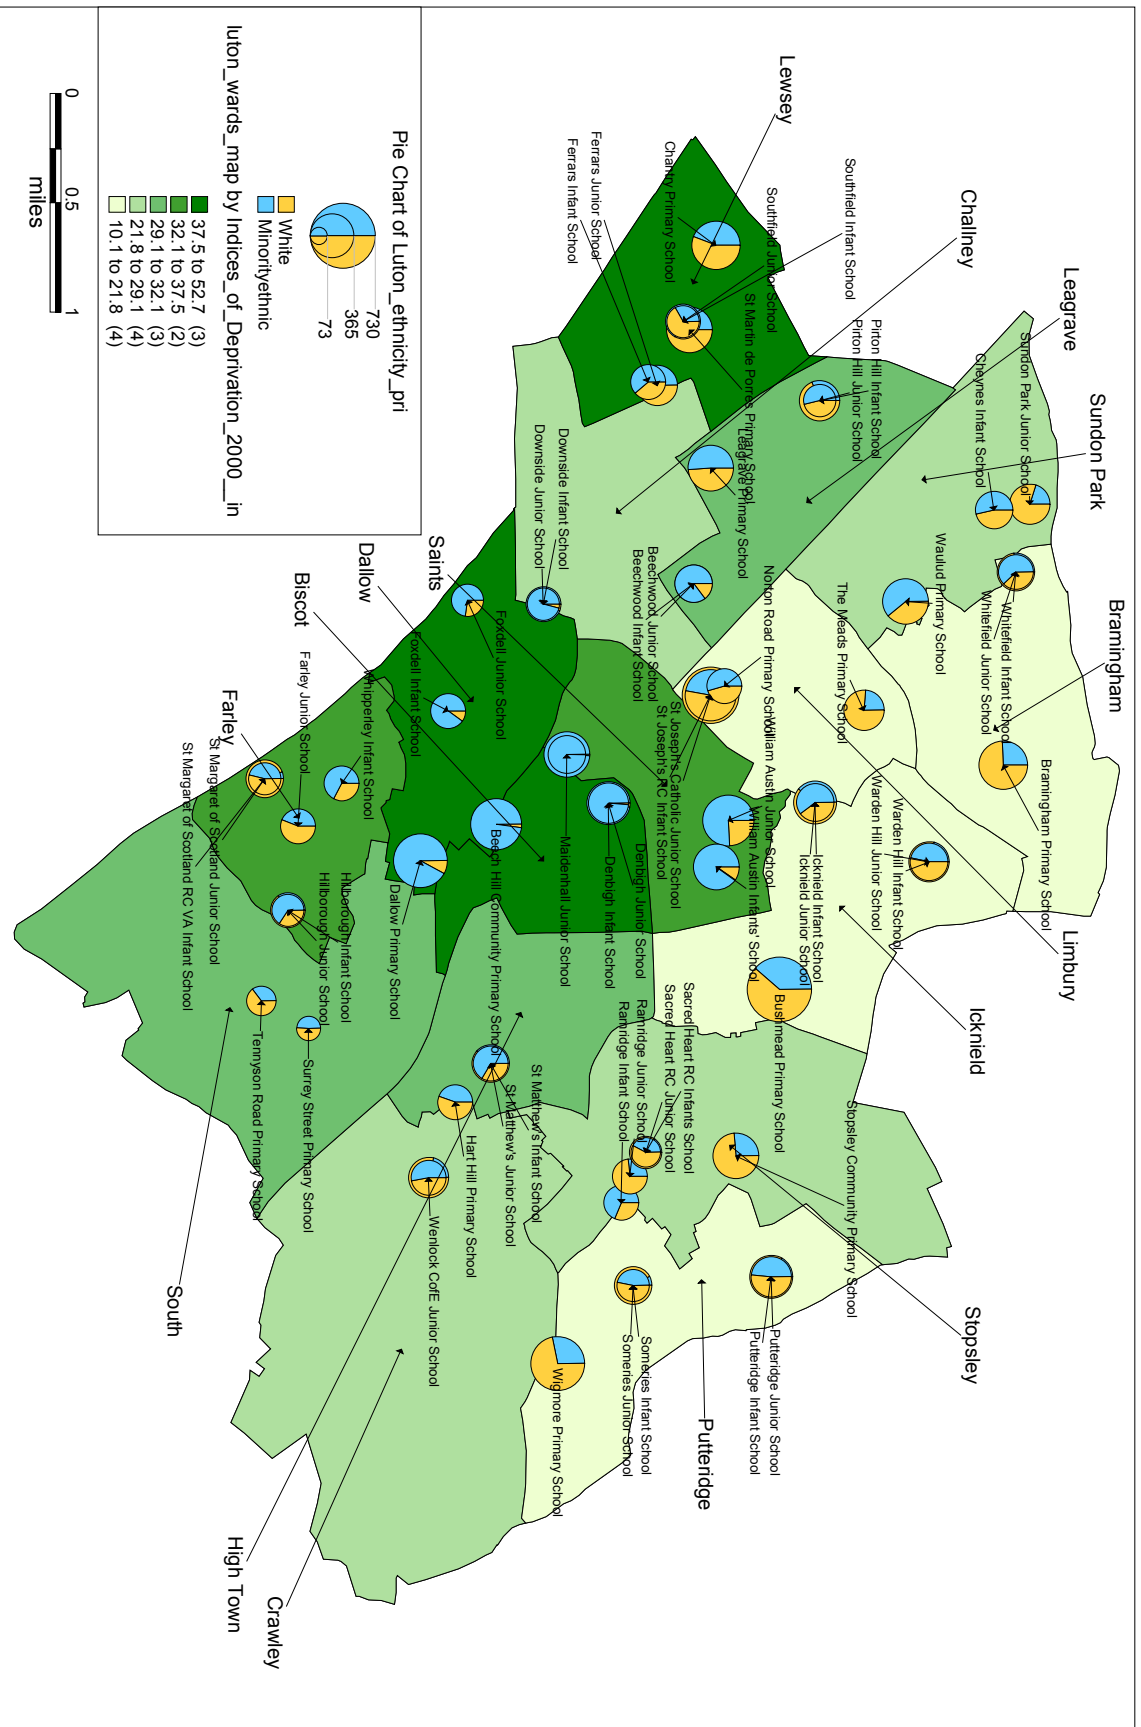 Lewsey
Challney
Leagrave
Sundon Park
Bramingham
Limbury
Icknield
Stopsley
Putteridge
Saints
Dallow
Biscot
Farley
South
High Town
Crawley
Chantry Primary School
Ferrars Junior School
Ferrars Infant School
Southfield Infant School
Southfield Junior School
St Martin de Porres Primary School
Pirton Hill Infant School
Pirton Hill Junior School
Leagrave Primary School
Sundon Park Junior School
Cheynes Infant School
Waulud Primary School
Whitefield Infant School
Whitefield Junior School
The Meads Primary School
Norton Road Primary School
Beechwood Junior School
Beechwood Infant School
Downside Infant School
Downside Junior School
Bramingham Primary School
Warden Hill Infant School
Warden Hill Junior School
Icknield Infant School
Icknield Junior School
William Austin Junior School
William Austin Infants' School
St Joseph's Catholic Junior School
St Joseph's RC Infant School
Denbigh Junior School
Denbigh Infant School
Maidenhall Junior School
Beech Hill Community Primary School
Dallow Primary School
Foxdell Junior School
Foxdell Infant School
Whipperley Infant School
Farley Junior School
St Margaret of Scotland Junior School
St Margaret of Scotland RC VA Infant School
Hillborough Infant School
Hillborough Junior School
Bushmead Primary School
Stopsley Community Primary School
Sacred Heart RC Infants School
Sacred Heart RC Junior School
Ramridge Junior School
Ramridge Infant School
St Matthew's Infant School
St Matthew's Junior School
Hart Hill Primary School
Wenlock CofE Junior School
Surrey Street Primary School
Tennyson Road Primary School
Putteridge Junior School
Putteridge Infant School
Someries Infant School
Someries Junior School
Wigmore Primary School
Pie Chart of Luton_ethnicity_pri
730
365
73
White
Minorityethnic
luton_wards_map by Indices_of_Deprivation_2000__in
37.5 to 52.7 (3)
32.1 to 37.5 (2)
29.1 to 32.1 (3)
21.8 to 29.1 (4)
10.1 to 21.8 (4)
0 0.5 1
miles